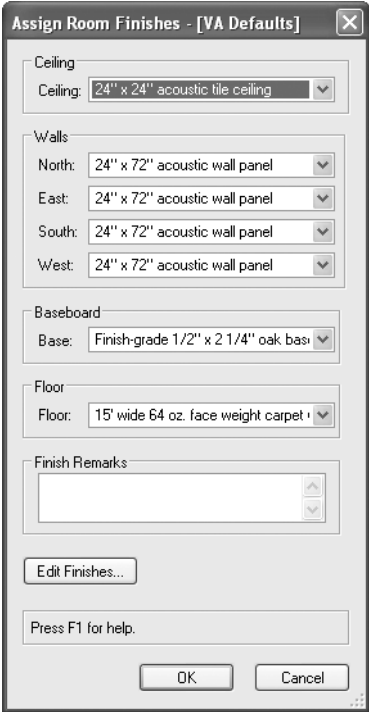 Assign Room Finishes - [VA Defaults]
Ceiling
Ceiling: 24" x 24" acoustic tile ceiling
Walls
North: 24" x 72" acoustic wall panel
East: 24" x 72" acoustic wall panel
South: 24" x 72" acoustic wall panel
West: 24" x 72" acoustic wall panel
Baseboard
Base: Finish-grade 1/2" x 2 1/4" oak bas
Floor
Floor: 15' wide 64 oz. face weight carpet
Finish Remarks
Edit Finishes...
Press F1 for help.
OK Cancel